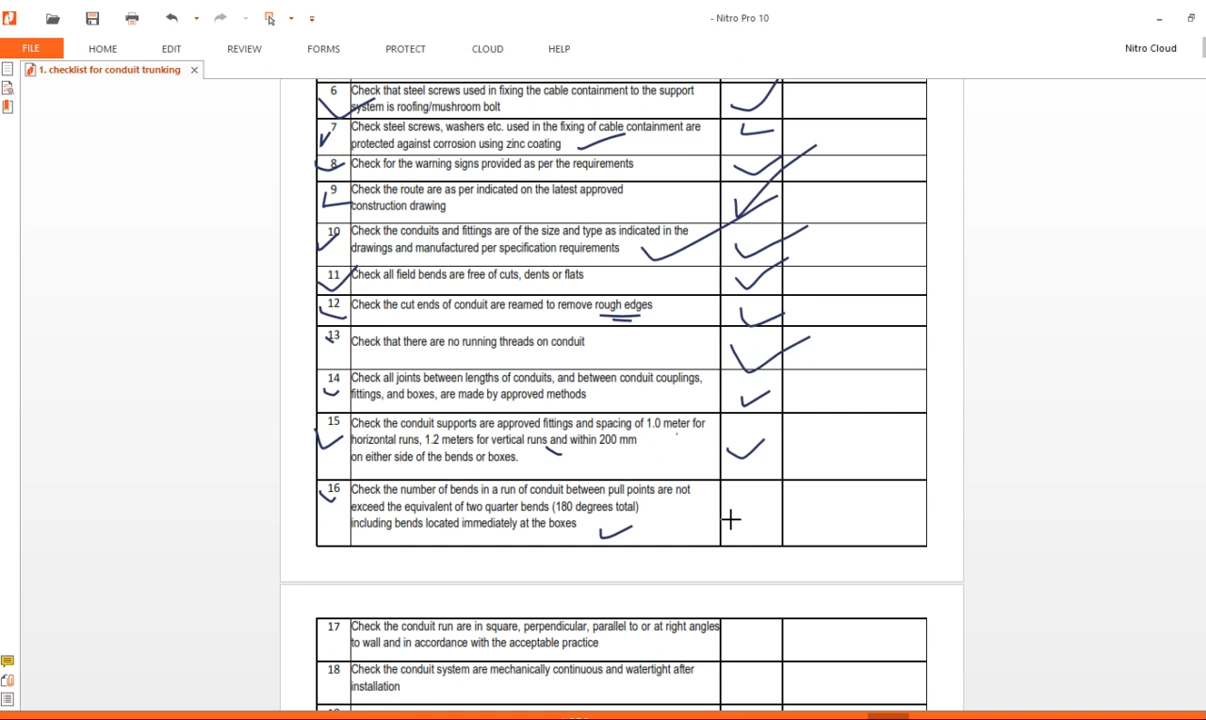 - Nitro Pro 10
FILE HOME EDIT REVIEW FORMS PROTECT CLOUD HELP Nitro Cloud
1. checklist for conduit trunking
6 Check that steel screws used in fixing the cable containment to the support
system is roofing/mushroom bolt
7 Check steel screws, washers etc. used in the fixing of cable containment are
protected against corrosion using zinc coating
8 Check for the warning signs provided as per the requirements
9 Check the route are as per indicated on the latest approved
construction drawing
10 Check the conduits and fittings are of the size and type as indicated in the
drawings and manufactured per specification requirements
11 Check all field bends are free of cuts, dents or flats
12 Check the cut ends of conduit are reamed to remove rough edges
13 Check that there are no running threads on conduit
14 Check all joints between lengths of conduits, and between conduit couplings,
fittings, and boxes, are made by approved methods
15 Check the conduit supports are approved fittings and spacing of 1.0 meter for
horizontal runs, 1.2 meters for vertical runs and within 200 mm
on either side of the bends or boxes.
16 Check the number of bends in a run of conduit between pull points are not
exceed the equivalent of two quarter bends (180 degrees total)
including bends located immediately at the boxes
17 Check the conduit run are in square, perpendicular, parallel to or at right angles
to wall and in accordance with the acceptable practice
18 Check the conduit system are mechanically continuous and watertight after
installation